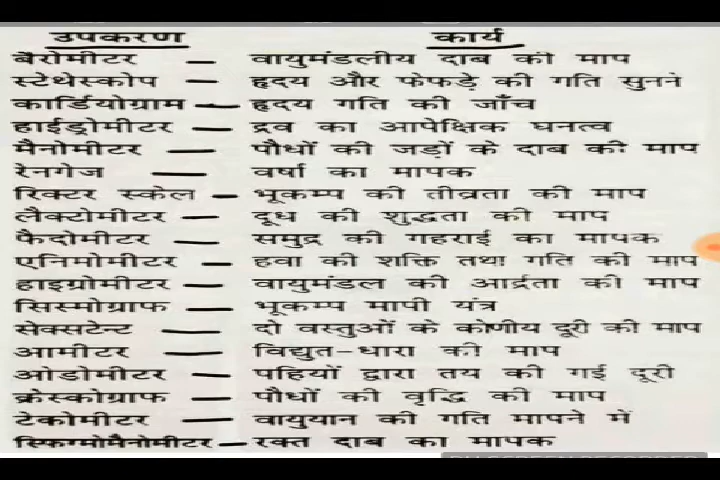 उपकरण कार्य
बैरोमीटर — वायुमंडलीय दाब की माप
स्टेथेस्कोप — हृदय और फेफड़े की गति सुनने
कार्डियोग्राम — हृदय गति की जाँच
हाईड्रोमीटर — द्रव का आपेक्षिक घनत्व
मैनोमीटर — पौधों की जड़ों के दाब की माप
रेनगेज — वर्षा का मापक
रिक्टर स्केल — भूकम्प की तीव्रता की माप
लैक्टोमीटर — दूध की शुद्धता की माप
फैदोमीटर — समुद्र की गहराई का मापक
एनिमोमीटर — हवा की शक्ति तथा गति की माप
हाइग्रोमीटर — वायुमंडल की आर्द्रता की माप
सिस्मोग्राफ — भूकम्प मापी यंत्र
सेक्सटेन्ट — दो वस्तुओं के कोणीय दूरी की माप
आमीटर — विद्युत-धारा की माप
ओडोमीटर — पहियों द्वारा तय की गई दूरी
क्रेस्कोग्राफ — पौधों की वृद्धि की माप
टेकोमीटर — वायुयान की गति मापने में
स्फिग्मोमैनोमीटर — रक्त दाब का मापक